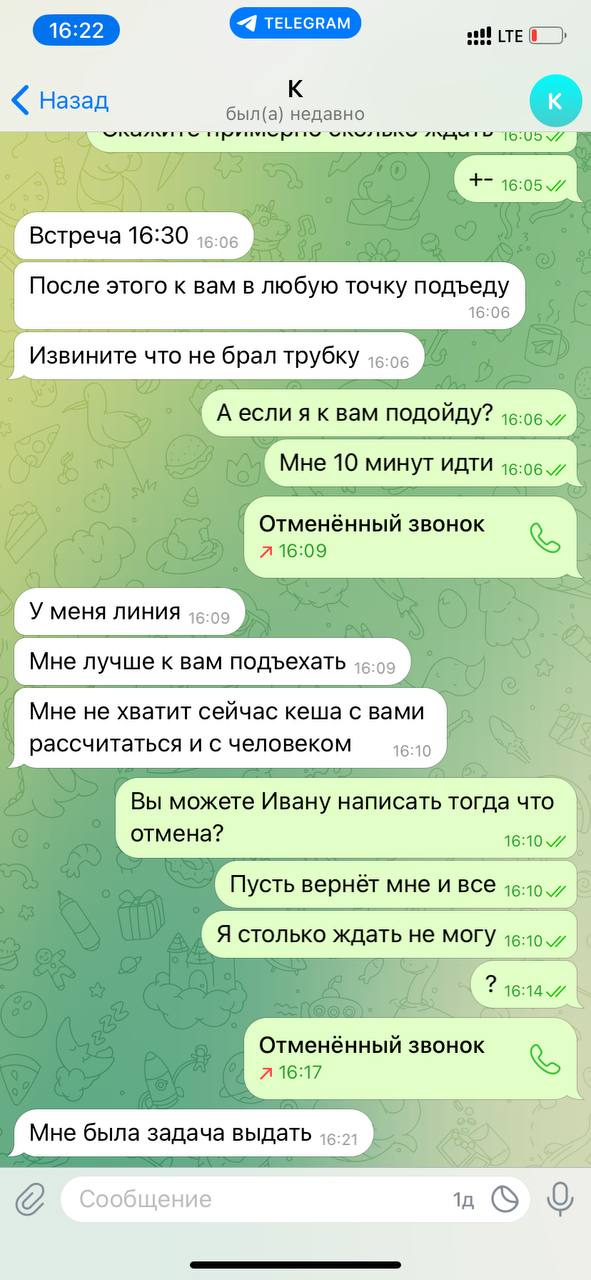 16:22
TELEGRAM
LTE
Назад
К
был(а) недавно
К
Скажите примерно сколько ждать 16:05
+- 16:05
Встреча 16:30 16:06
После этого к вам в любую точку подъеду
16:06
Извините что не брал трубку 16:06
А если я к вам подойду? 16:06
Мне 10 минут идти 16:06
Отменённый звонок
16:09
У меня линия 16:09
Мне лучше к вам подъехать 16:09
Мне не хватит сейчас кеша с вами
рассчитаться и с человеком 16:10
Вы можете Ивану написать тогда что
отмена? 16:10
Пусть вернёт мне и все 16:10
Я столько ждать не могу 16:10
? 16:14
Отменённый звонок
16:17
Мне была задача выдать 16:21
Сообщение 1д